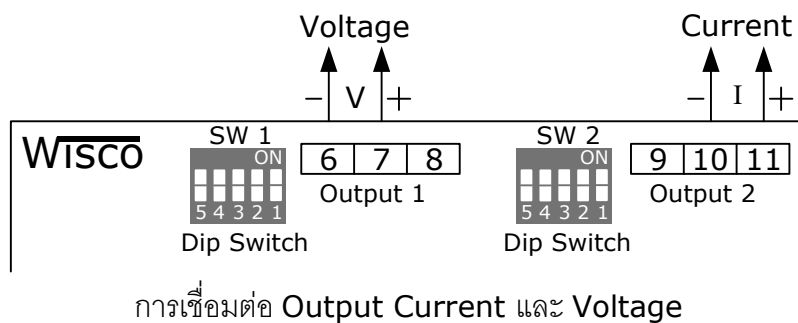 Voltage Current
− V + − I +
Wisco SW 1 SW 2
ON ON
6 7 8 9 10 11
5 4 3 2 1 5 4 3 2 1
Output 1 Output 2
Dip Switch Dip Switch
การเชื่อมต่อ Output Current และ Voltage